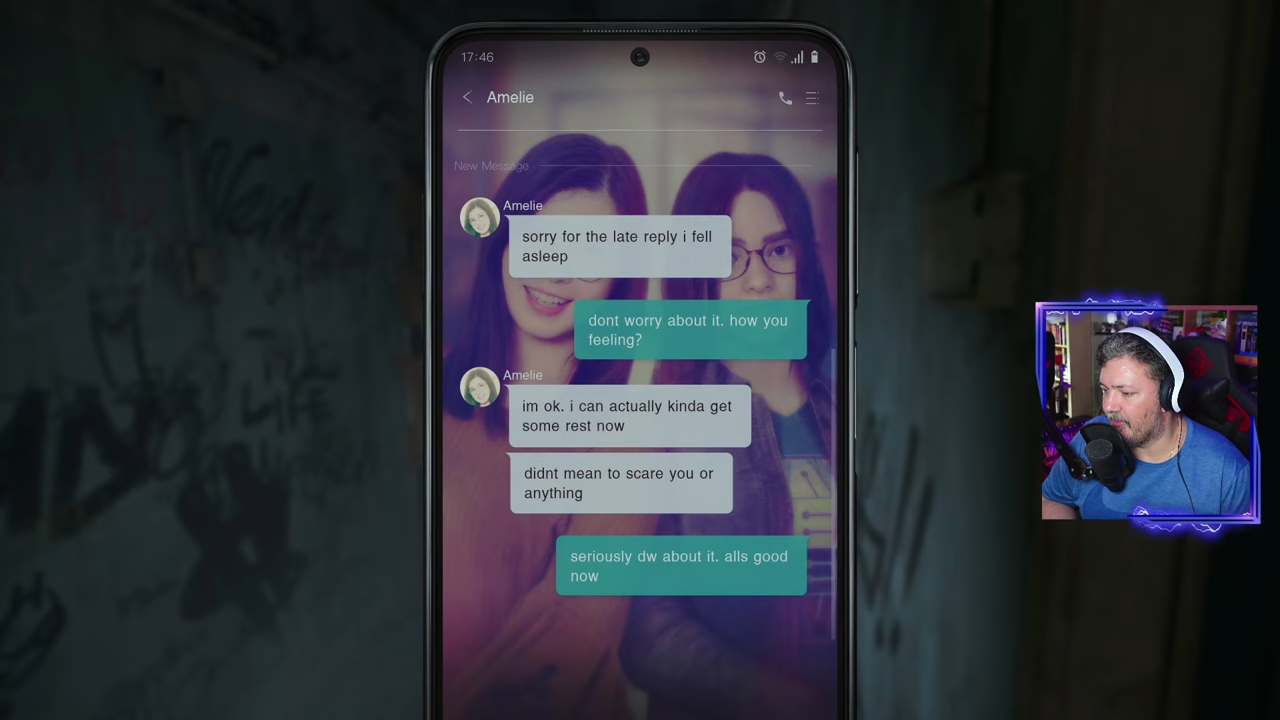 17:46
Amelie
New Message
Amelie
sorry for the late reply i fell
asleep
dont worry about it. how you
feeling?
Amelie
im ok. i can actually kinda get
some rest now
didnt mean to scare you or
anything
seriously dw about it. alls good
now